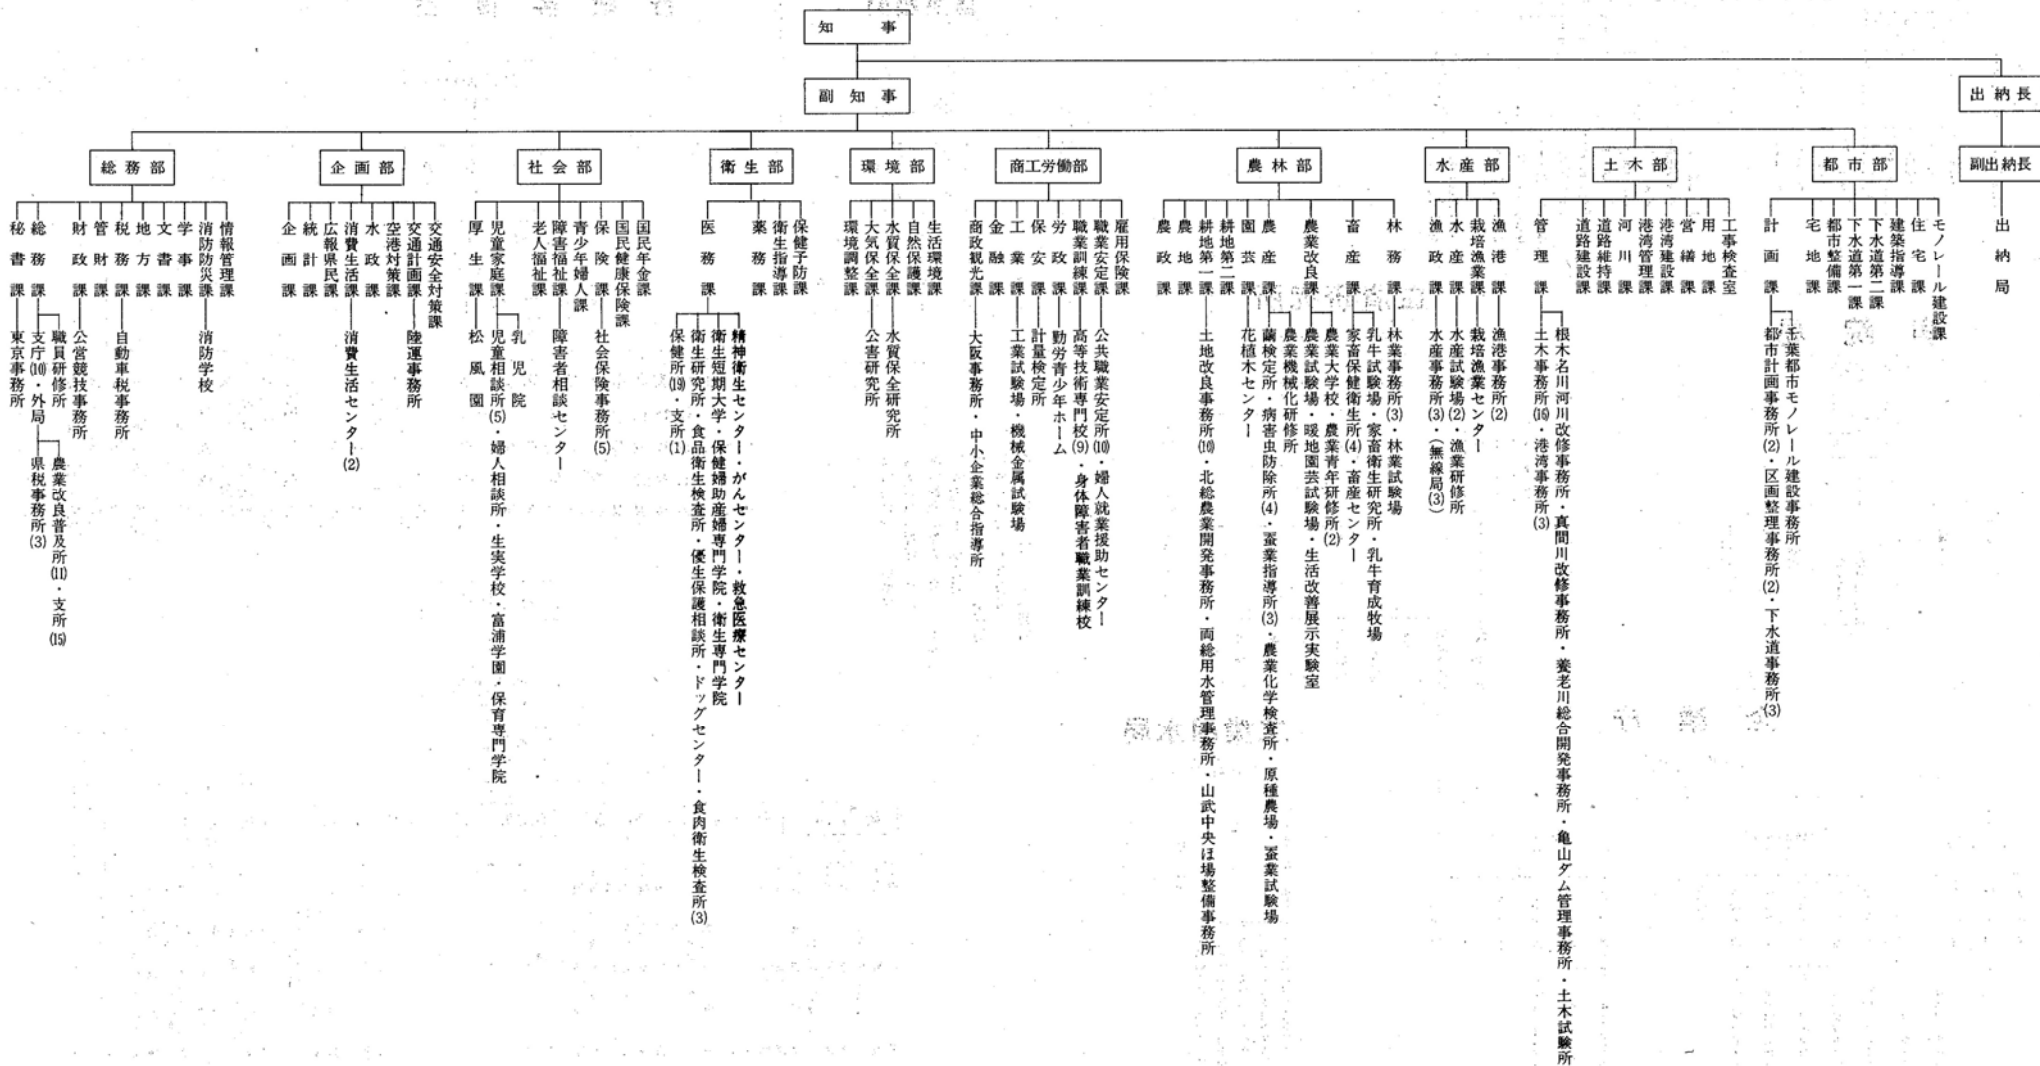 知事
副知事
出納長
総務部
企画部
社会部
衛生部
環境部
商工労働部
農林部
水産部
土木部
都市部
副出納長
秘書課
東京事務所
総務課
支庁(10)・外局
職員研修所
県税事務所(3)
農業改良普及所(11)・支所(15)
財政課
公営競技事務所
管財課
税務課
自動車税事務所
地方課
文書課
学事課
消防防災課
消防学校
情報管理課
企画課
統計課
広報県民課
消費生活課
消費生活センター(2)
水政課
空港対策課
交通計画課
陸運事務所
交通安全対策課
厚生課
松風園
児童家庭課
児童相談所(5)・婦人相談所・生実学校・富浦学園・保育専門学院
乳児院
老人福祉課
障害福祉課
障害者相談センター
青少年婦人課
保険課
社会保険事務所(5)
国民健康保険課
国民年金課
医務課
保健所(19)・支所(1)
衛生研究所・食品衛生検査所・優生保護相談所・ドッグセンター・食肉衛生検査所(3)
衛生短期大学・保健婦助産婦専門学院・衛生専門学院
精神衛生センター・がんセンター・救急医療センター
薬務課
衛生指導課
保健予防課
環境調整課
大気保全課
公害研究所
水質保全課
水質保全研究所
自然保護課
生活環境課
商政観光課
大阪事務所・中小企業総合指導所
金融課
工業課
工業試験場・機械金属試験場
保安課
計量検定所
労政課
勤労青少年ホーム
職業訓練課
高等技術専門校(9)・身体障害者職業訓練校
職業安定課
公共職業安定所(10)・婦人就業援助センター
雇用保険課
農政課
農地課
耕地第一課
土地改良事務所(10)・北総農業開発事務所・両総用水管理事務所・山武中央ほ場整備事務所
耕地第二課
園芸課
花植木センター
農産課
繭検定所・病害虫防除所(4)・蚕業指導所(3)・農業化学検査所・原種農場・蚕業試験場
農業機械化研修所
農業改良課
農業試験場・暖地園芸試験場・生活改善展示実験室
農業大学校・農業青年研修所(2)
畜産課
家畜保健衛生所(4)・畜産センター
乳牛試験場・家畜衛生研究所・乳牛育成牧場
林務課
林業事務所(3)・林業試験場
漁政課
水産事務所(3)・(無線局(3))
水産課
水産試験場(2)・漁業研修所
栽培漁業課
栽培漁業センター
漁港課
漁港事務所(2)
管理課
土木事務所(16)・港湾事務所(3)
根木名川河川改修事務所・真間川改修事務所・養老川総合開発事務所・亀山ダム管理事務所・土木試験所
道路建設課
道路維持課
河川課
港湾管理課
港湾建設課
営繕課
用地課
工事検査室
計画課
都市計画事務所(2)・区画整理事務所(2)・下水道事務所(3)
千葉都市モノレール建設事務所
宅地課
都市整備課
下水道第一課
下水道第二課
建築指導課
住宅課
モノレール建設課
出納局